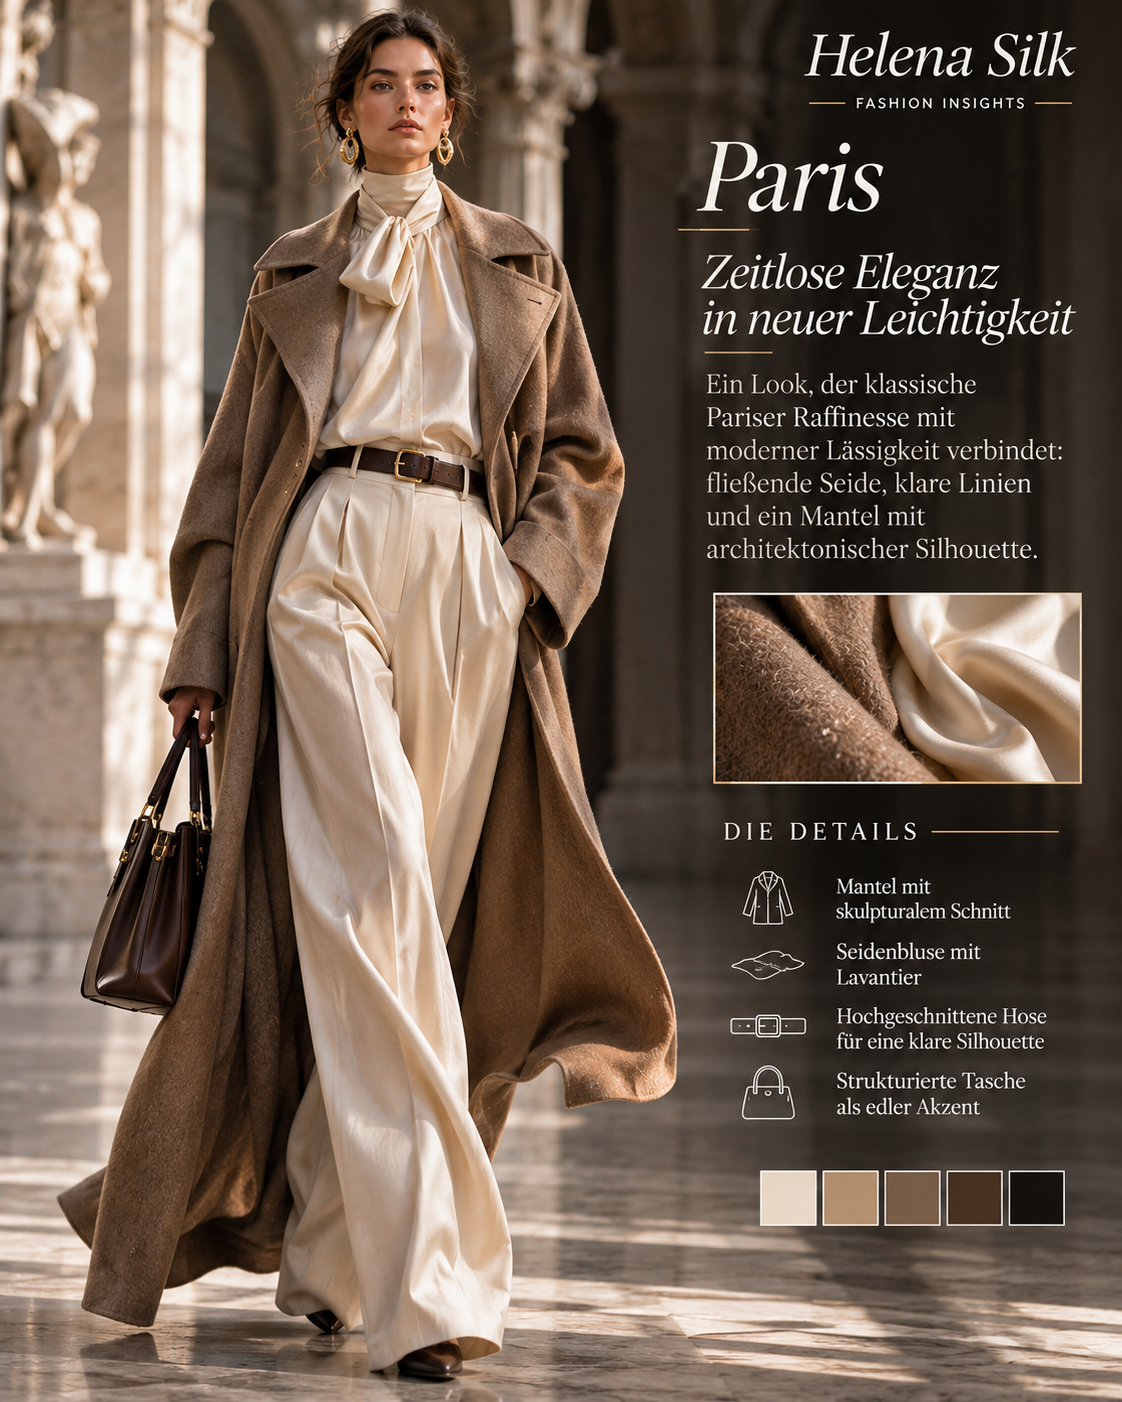 Helena Silk
FASHION INSIGHTS
Paris
Zeitlose Eleganz
in neuer Leichtigkeit
Ein Look, der klassische
Pariser Raffinesse mit
moderner Lässigkeit verbindet:
fließende Seide, klare Linien
und ein Mantel mit
architektonischer Silhouette.
DIE DETAILS
Mantel mit
skulpturalem Schnitt
Seidenbluse mit
Lavantier
Hochgeschnittene Hose
für eine klare Silhouette
Strukturierte Tasche
als edler Akzent